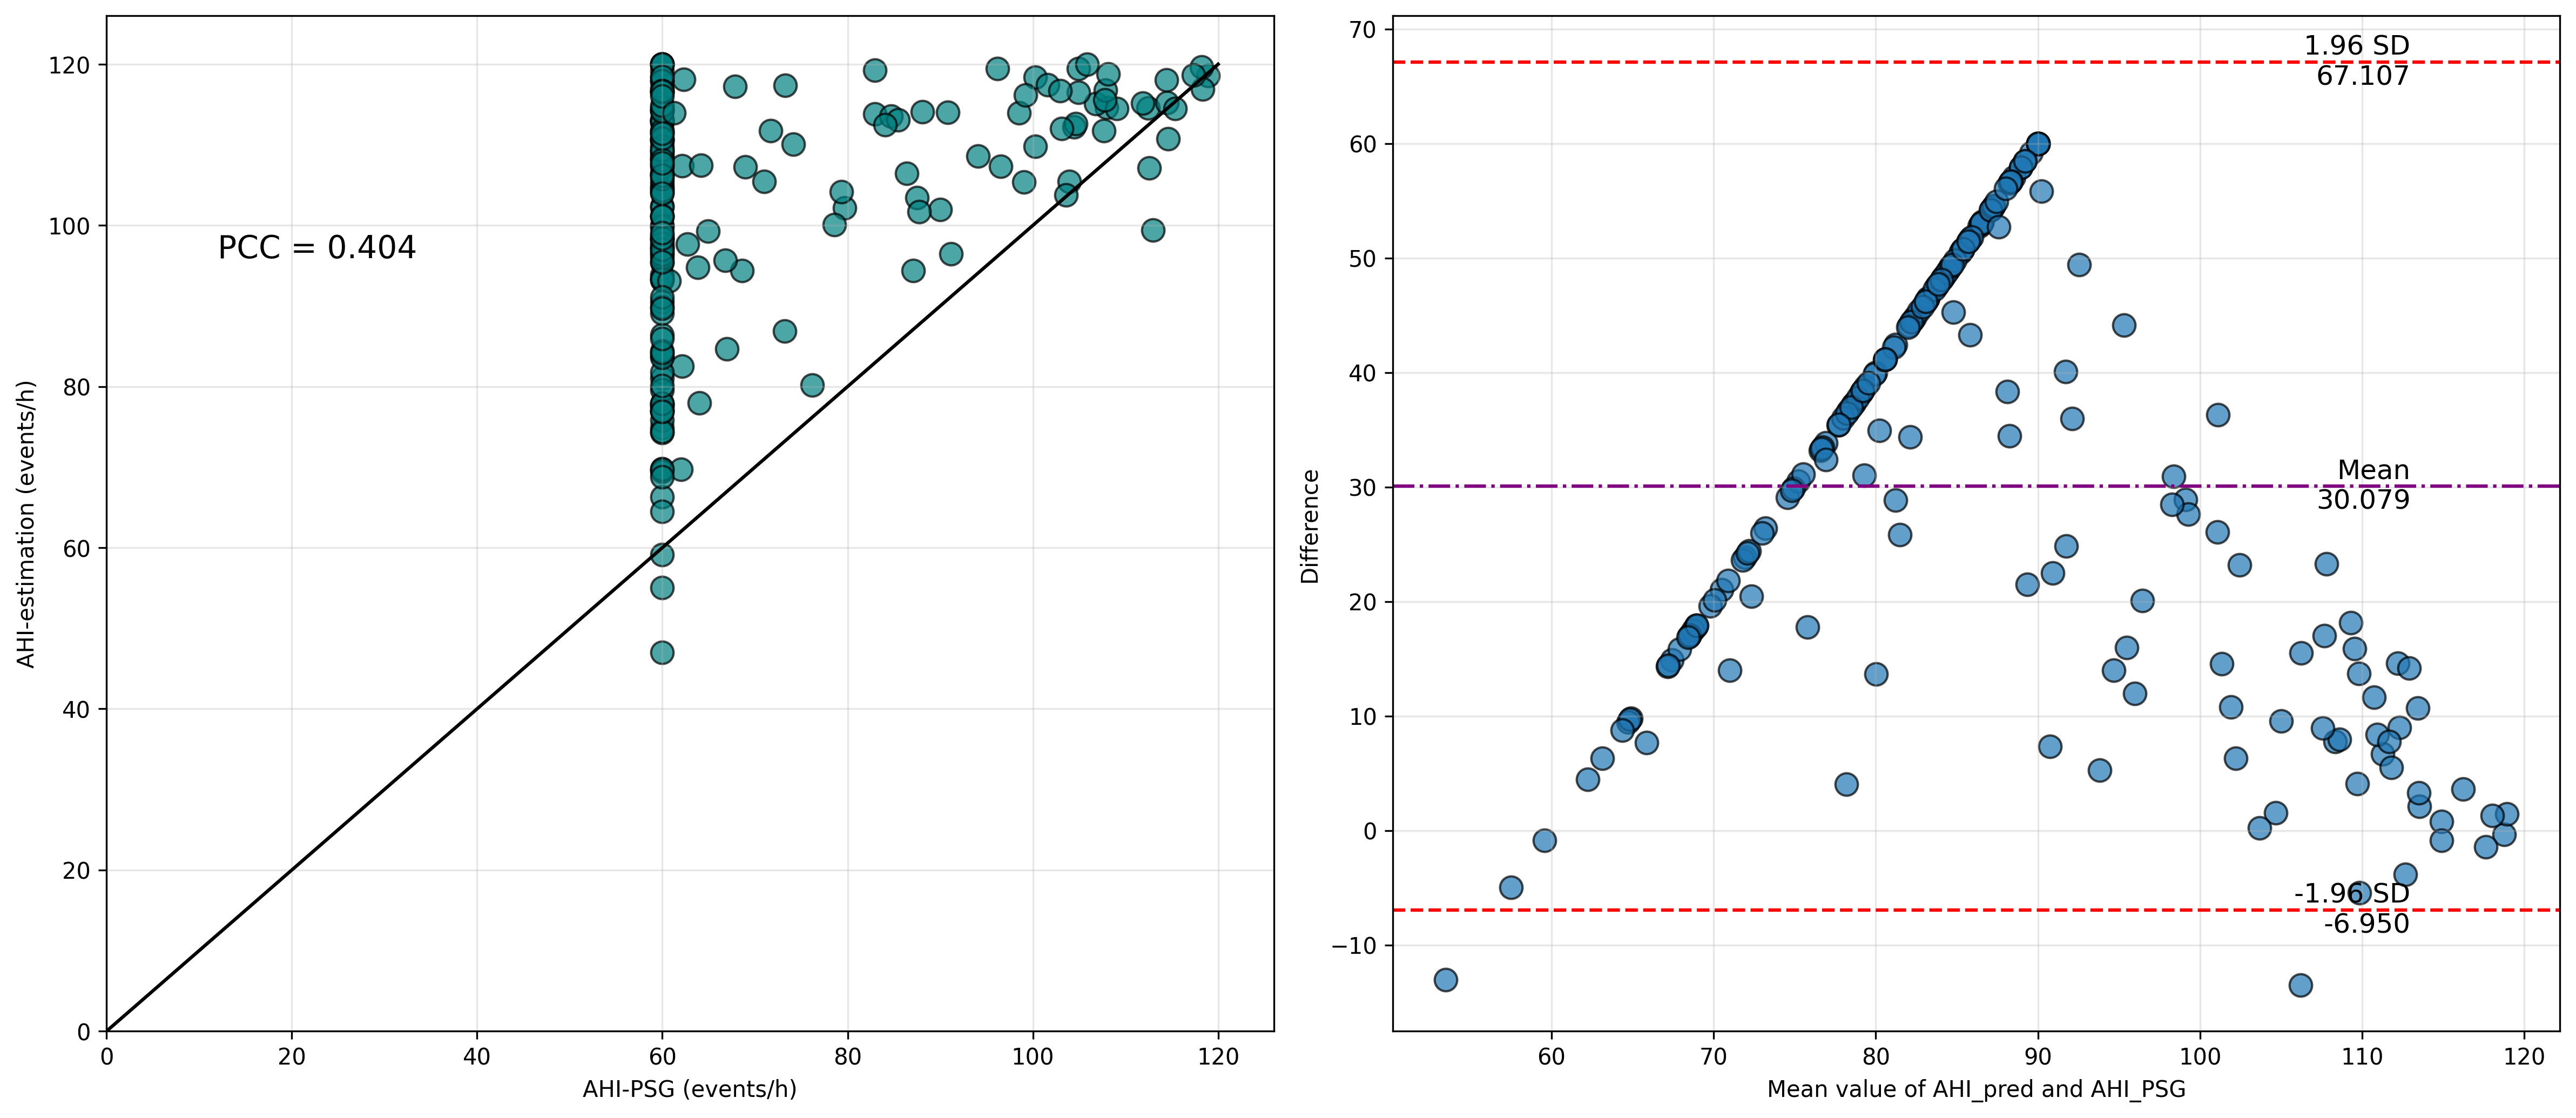 120
100
80
60
40
20
0
AHI-estimation (events/h)
PCC = 0.404
0 20 40 60 80 100 120
AHI-PSG (events/h)
70
60
50
40
30
20
10
0
−10
Difference
1.96 SD
67.107
Mean
30.079
-1.96 SD
-6.950
60 70 80 90 100 110 120
Mean value of AHI_pred and AHI_PSG